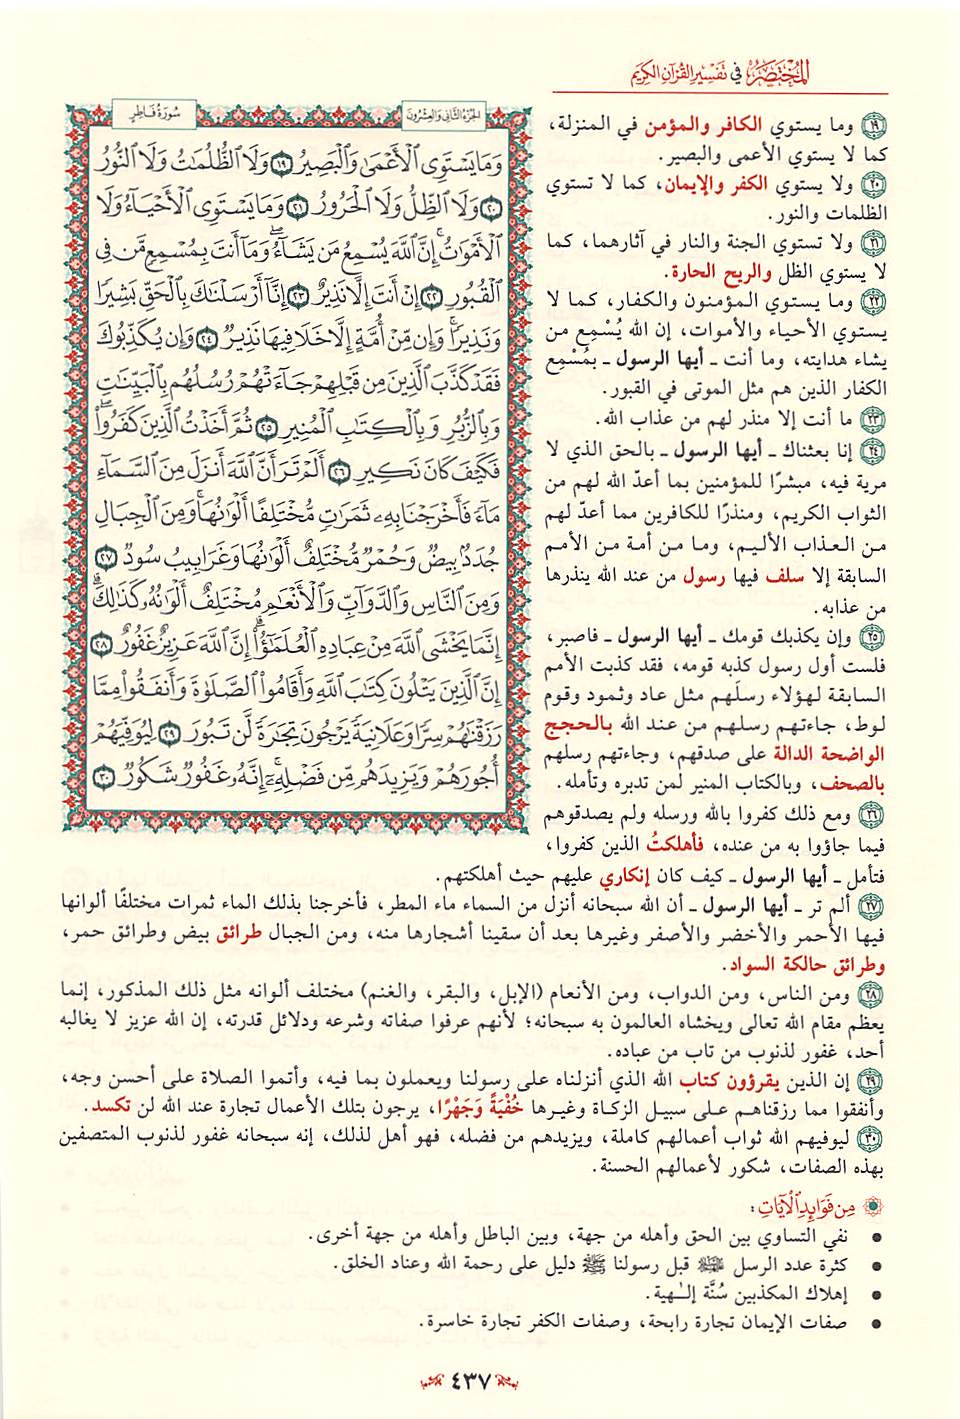 المختصر في تفسير القرآن الكريم
سورة فاطر
الجزء الثاني والعشرون
وَمَا يَسْتَوِي الْأَعْمَىٰ وَالْبَصِيرُ ١٩ وَلَا الظُّلُمَاتُ وَلَا النُّورُ
٢٠ وَلَا الظِّلُّ وَلَا الْحَرُورُ ٢١ وَمَا يَسْتَوِي الْأَحْيَاءُ وَلَا
الْأَمْوَاتُ ۚ إِنَّ اللَّهَ يُسْمِعُ مَن يَشَاءُ ۖ وَمَا أَنتَ بِمُسْمِعٍ مَّن فِي
الْقُبُورِ ٢٢ إِنْ أَنتَ إِلَّا نَذِيرٌ ٢٣ إِنَّا أَرْسَلْنَاكَ بِالْحَقِّ بَشِيرًا
وَنَذِيرًا ۚ وَإِن مِّنْ أُمَّةٍ إِلَّا خَلَا فِيهَا نَذِيرٌ ٢٤ وَإِن يُكَذِّبُوكَ
فَقَدْ كَذَّبَ الَّذِينَ مِن قَبْلِهِمْ جَاءَتْهُمْ رُسُلُهُم بِالْبَيِّنَاتِ
وَبِالزُّبُرِ وَبِالْكِتَابِ الْمُنِيرِ ٢٥ ثُمَّ أَخَذْتُ الَّذِينَ كَفَرُوا ۖ
فَكَيْفَ كَانَ نَكِيرِ ٢٦ أَلَمْ تَرَ أَنَّ اللَّهَ أَنزَلَ مِنَ السَّمَاءِ
مَاءً فَأَخْرَجْنَا بِهِ ثَمَرَاتٍ مُّخْتَلِفًا أَلْوَانُهَا ۚ وَمِنَ الْجِبَالِ
جُدَدٌ بِيضٌ وَحُمْرٌ مُّخْتَلِفٌ أَلْوَانُهَا وَغَرَابِيبُ سُودٌ ٢٧
وَمِنَ النَّاسِ وَالدَّوَابِّ وَالْأَنْعَامِ مُخْتَلِفٌ أَلْوَانُهُ كَذَٰلِكَ ۗ
إِنَّمَا يَخْشَى اللَّهَ مِنْ عِبَادِهِ الْعُلَمَاءُ ۗ إِنَّ اللَّهَ عَزِيزٌ غَفُورٌ ٢٨
إِنَّ الَّذِينَ يَتْلُونَ كِتَابَ اللَّهِ وَأَقَامُوا الصَّلَاةَ وَأَنفَقُوا مِمَّا
رَزَقْنَاهُمْ سِرًّا وَعَلَانِيَةً يَرْجُونَ تِجَارَةً لَّن تَبُورَ ٢٩ لِيُوَفِّيَهُمْ
أُجُورَهُمْ وَيَزِيدَهُم مِّن فَضْلِهِ ۚ إِنَّهُ غَفُورٌ شَكُورٌ ٣٠
١٩ وما يستوي الكافر والمؤمن في المنزلة،
كما لا يستوي الأعمى والبصير.
٢٠ ولا يستوي الكفر والإيمان، كما لا تستوي
الظلمات والنور.
٢١ ولا تستوي الجنة والنار في آثارهما، كما
لا يستوي الظل والريح الحارة.
٢٢ وما يستوي المؤمنون والكفار، كما لا
يستوي الأحياء والأموات، إن الله يُسْمِع من
يشاء هدايته، وما أنت ـ أيها الرسول ـ بمُسْمِع
الكفار الذين هم مثل الموتى في القبور.
٢٣ ما أنت إلا منذر لهم من عذاب الله.
٢٤ إنا بعثناك ـ أيها الرسول ـ بالحق الذي لا
مرية فيه، مبشرًا للمؤمنين بما أعدّ الله لهم من
الثواب الكريم، ومنذرًا للكافرين مما أعدّ لهم
من العذاب الأليم، وما من أمة من الأمم
السابقة إلا سلف فيها رسول من عند الله ينذرها
من عذابه.
٢٥ وإن يكذبك قومك ـ أيها الرسول ـ فاصبر،
فلست أول رسول كذبه قومه، فقد كذبت الأمم
السابقة لهؤلاء رسلَهم مثل عاد وثمود وقوم
لوط، جاءتهم رسلهم من عند الله بالحجج
الواضحة الدالة على صدقهم، وجاءتهم رسلهم
بالصحف، وبالكتاب المنير لمن تدبره وتأمله.
٢٦ ومع ذلك كفروا بالله ورسله ولم يصدقوهم
فيما جاؤوا به من عنده، فأهلكتُ الذين كفروا،
فتأمل ـ أيها الرسول ـ كيف كان إنكاري عليهم حيث أهلكتهم.
٢٧ ألم تر ـ أيها الرسول ـ أن الله سبحانه أنزل من السماء ماء المطر، فأخرجنا بذلك الماء ثمرات مختلفًا ألوانها
فيها الأحمر والأخضر والأصفر وغيرها بعد أن سقينا أشجارها منه، ومن الجبال طرائق بيض وطرائق حمر،
وطرائق حالكة السواد.
٢٨ ومن الناس، ومن الدواب، ومن الأنعام (الإبل، والبقر، والغنم) مختلف ألوانه مثل ذلك المذكور، إنما
يعظم مقام الله تعالى ويخشاه العالمون به سبحانه؛ لأنهم عرفوا صفاته وشرعه ودلائل قدرته، إن الله عزيز لا يغالبه
أحد، غفور لذنوب من تاب من عباده.
٢٩ إن الذين يقرؤون كتاب الله الذي أنزلناه على رسولنا ويعملون بما فيه، وأتموا الصلاة على أحسن وجه،
وأنفقوا مما رزقناهم على سبيل الزكاة وغيرها خُفْيَةً وَجَهْرًا، يرجون بتلك الأعمال تجارة عند الله لن تكسد.
٣٠ ليوفيهم الله ثواب أعمالهم كاملة، ويزيدهم من فضله، فهو أهل لذلك، إنه سبحانه غفور لذنوب المتصفين
بهذه الصفات، شكور لأعمالهم الحسنة.
من فوائد الآيات:
• نفي التساوي بين الحق وأهله من جهة، وبين الباطل وأهله من جهة أخرى.
• كثرة عدد الرسل قبل رسولنا ﷺ دليل على رحمة الله وعناد الخلق.
• إهلاك المكذبين سُنَّة إلـٰهية.
• صفات الإيمان تجارة رابحة، وصفات الكفر تجارة خاسرة.
٤٣٧